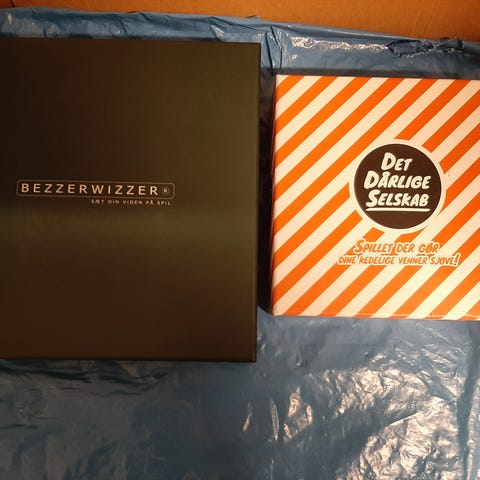 BEZZERWIZZER®
SÆT DIN VIDEN PÅ SPIL
DET
DÅRLIGE
SELSKAB
SPILLET DER GØR
DINE KEDELIGE VENNER SJOVE!